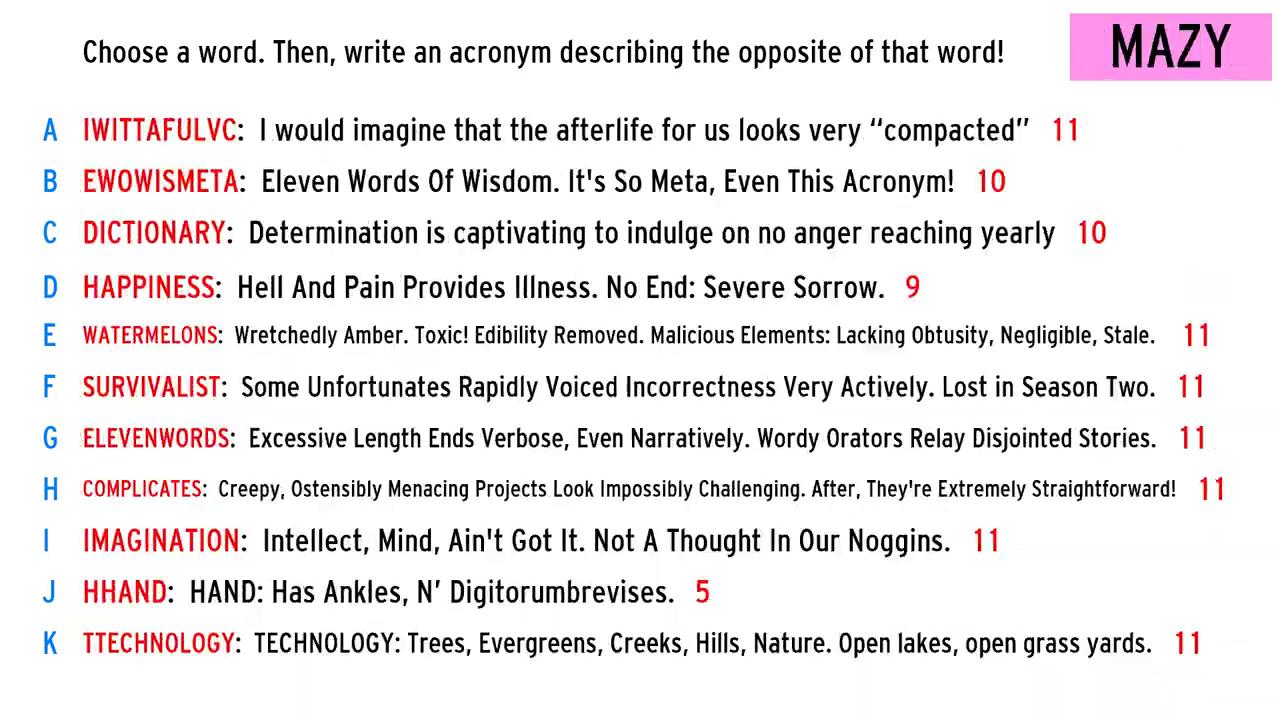 Choose a word. Then, write an acronym describing the opposite of that word!
MAZY
A IWITTAFULVC: I would imagine that the afterlife for us looks very “compacted” 11
B EWOWISMETA: Eleven Words Of Wisdom. It's So Meta, Even This Acronym! 10
C DICTIONARY: Determination is captivating to indulge on no anger reaching yearly 10
D HAPPINESS: Hell And Pain Provides Illness. No End: Severe Sorrow. 9
E WATERMELONS: Wretchedly Amber. Toxic! Edibility Removed. Malicious Elements: Lacking Obtusity, Negligible, Stale. 11
F SURVIVALIST: Some Unfortunates Rapidly Voiced Incorrectness Very Actively. Lost in Season Two. 11
G ELEVENWORDS: Excessive Length Ends Verbose, Even Narratively. Wordy Orators Relay Disjointed Stories. 11
H COMPLICATES: Creepy, Ostensibly Menacing Projects Look Impossibly Challenging. After, They're Extremely Straightforward! 11
I IMAGINATION: Intellect, Mind, Ain't Got It. Not A Thought In Our Noggins. 11
J HHAND: HAND: Has Ankles, N’ Digitorumbrevises. 5
K TTECHNOLOGY: TECHNOLOGY: Trees, Evergreens, Creeks, Hills, Nature. Open lakes, open grass yards. 11